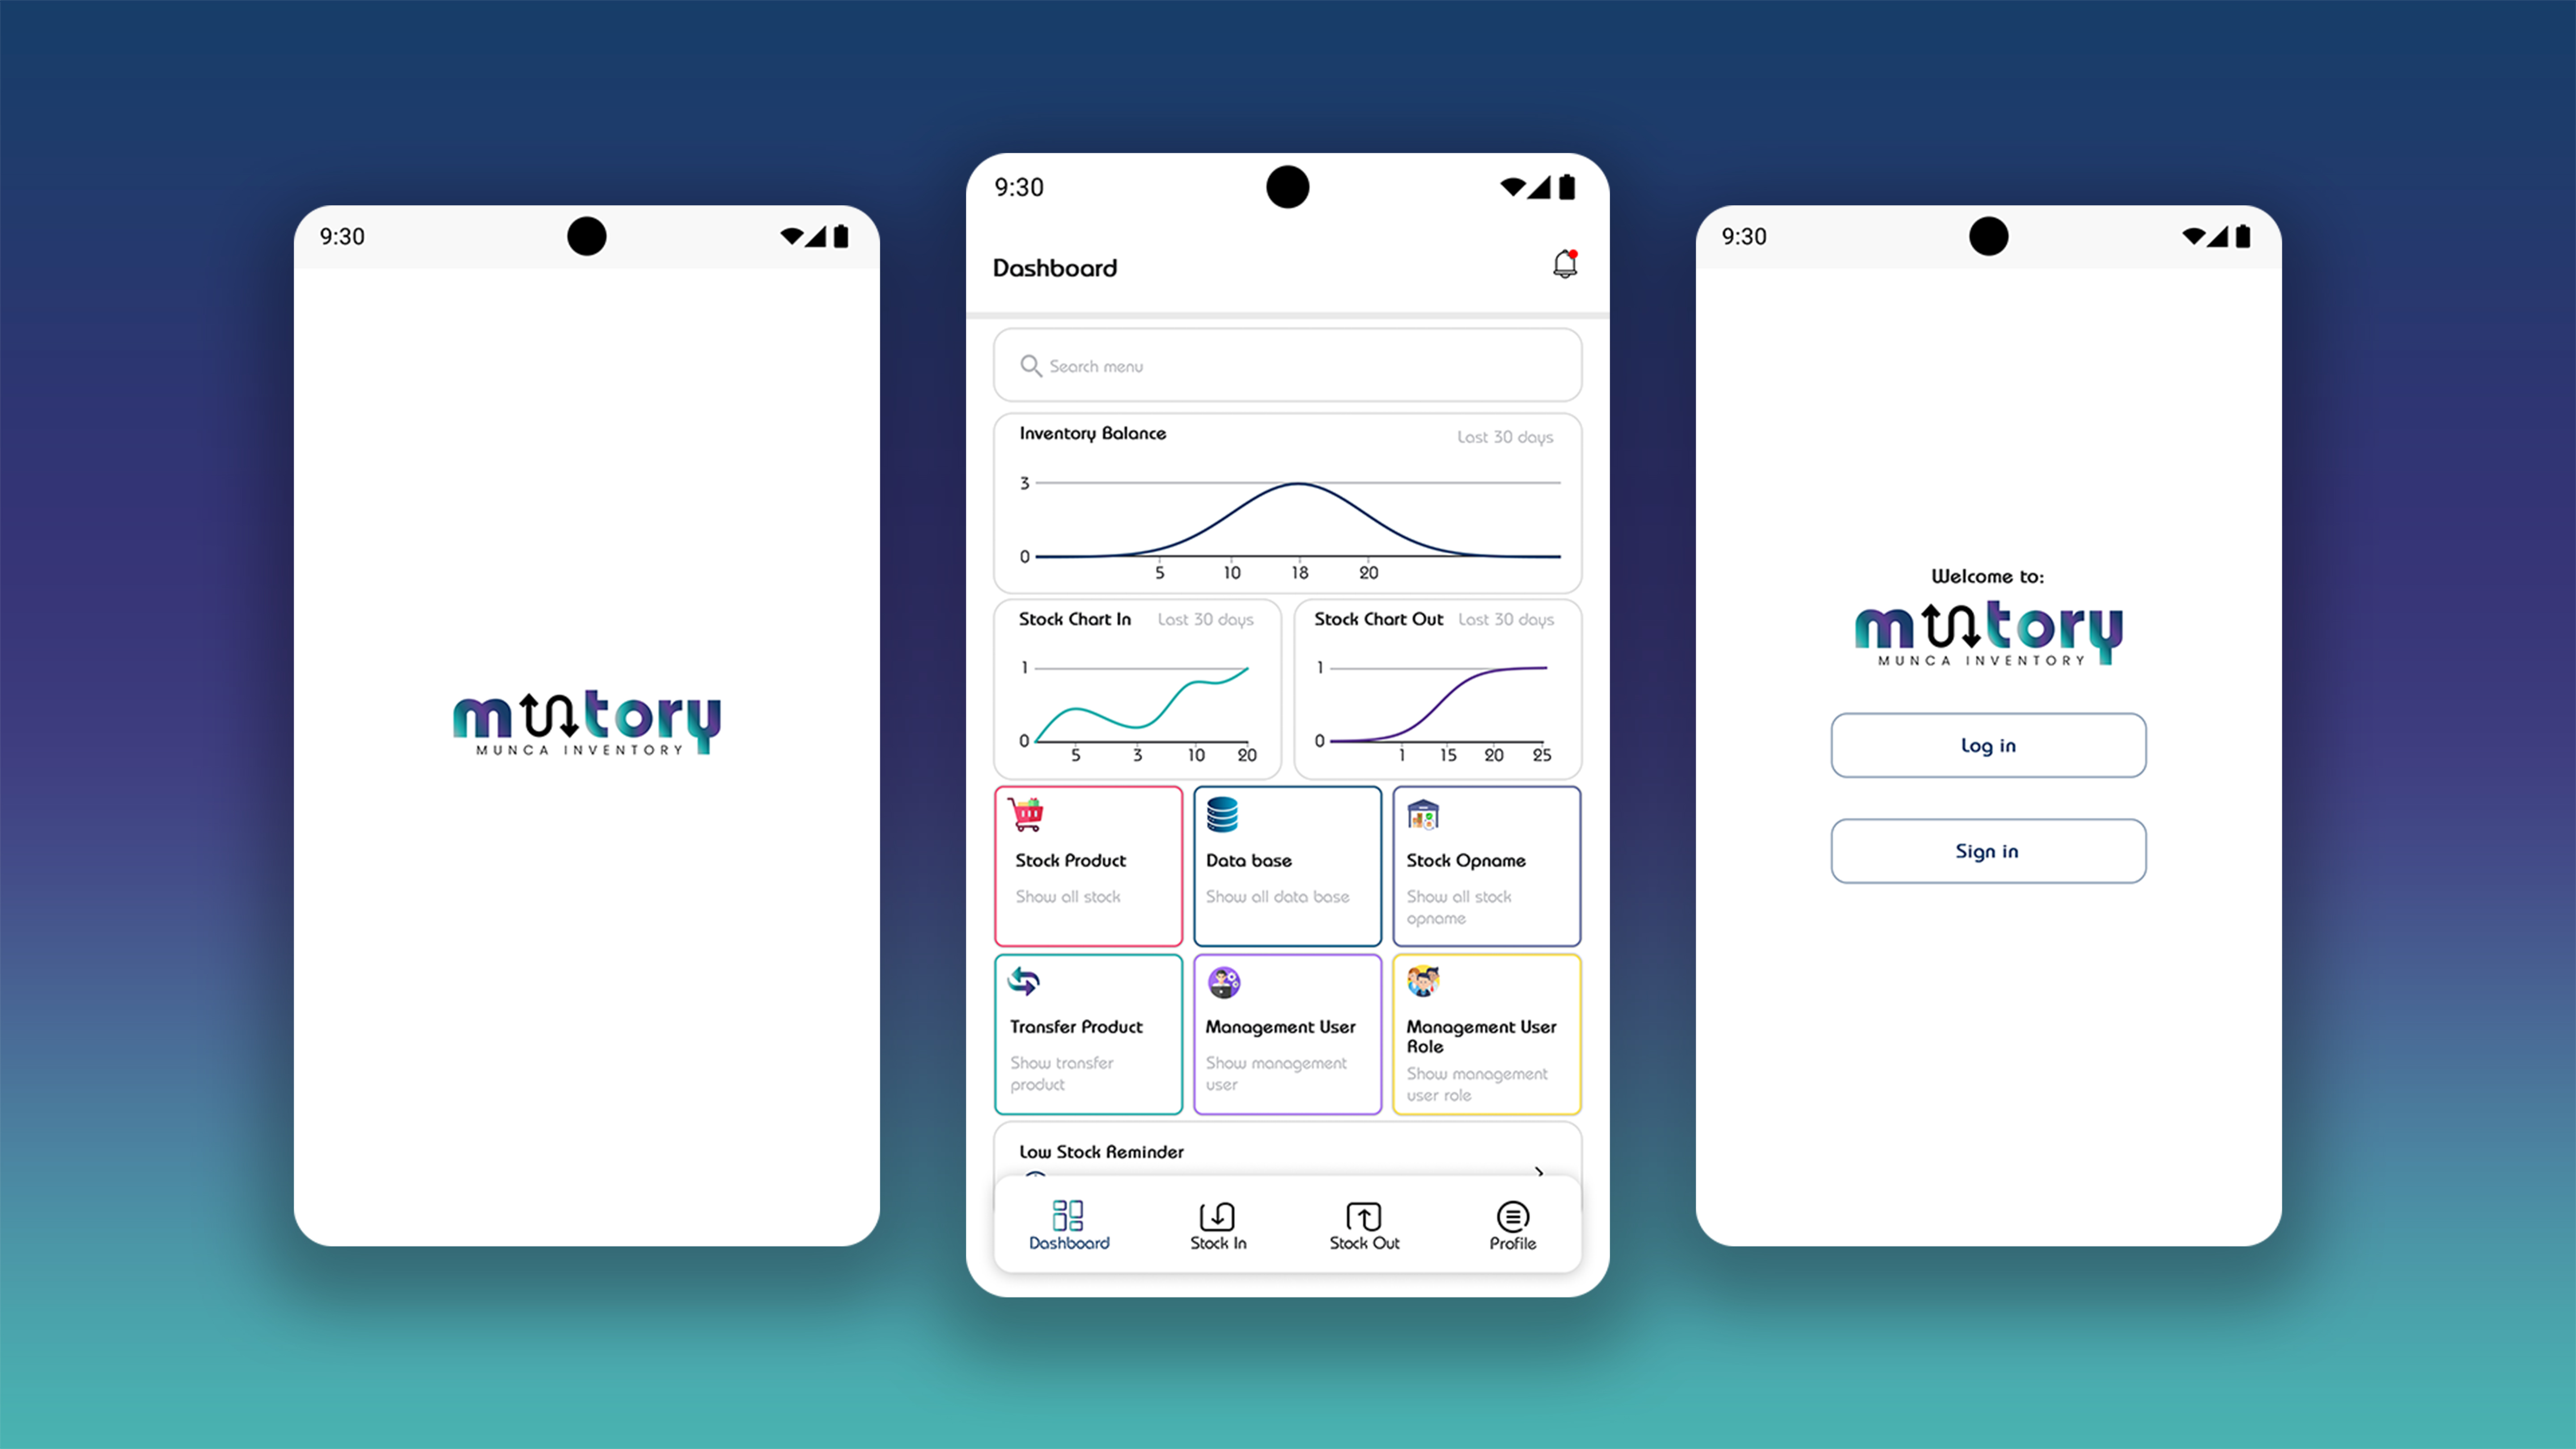 9:30
muntory
MUNCA INVENTORY
9:30
Dashboard
Search menu
Inventory Balance
Last 30 days
3
0
5 10 18 20
Stock Chart In
Last 30 days
1
0
5 3 10 20
Stock Chart Out
Last 30 days
1
0
1 15 20 25
Stock Product
Show all stock
Data base
Show all data base
Stock Opname
Show all stock
opname
Transfer Product
Show transfer
product
Management User
Show management
user
Management User
Role
Show management
user role
Low Stock Reminder
Dashboard
Stock In
Stock Out
Profile
9:30
Welcome to:
muntory
MUNCA INVENTORY
Log in
Sign in